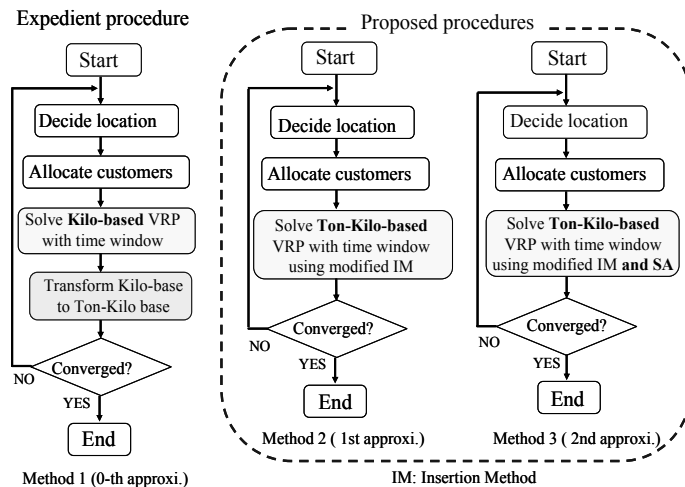 Expedient procedure
Start
Decide location
Allocate customers
Solve Kilo-based VRP
with time window
Transform Kilo-base
to Ton-Kilo base
Converged?
NO
YES
End
Method 1 (0-th approxi.)
Proposed procedures
Start
Decide location
Allocate customers
Solve Ton-Kilo-based
VRP with time window
using modified IM
Converged?
NO
YES
End
Method 2 ( 1st approxi.)
Start
Decide location
Allocate customers
Solve Ton-Kilo-based
VRP with time window
using modified IM and SA
Converged?
NO
YES
End
Method 3 ( 2nd approxi.)
IM: Insertion Method